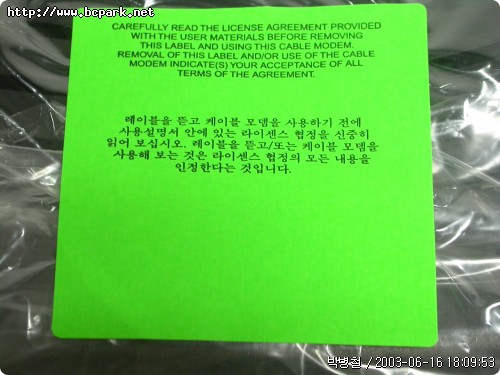 http://www.bcpark.net
CAREFULLY READ THE LICENSE AGREEMENT PROVIDED
WITH THE USER MATERIALS BEFORE REMOVING
THIS LABEL AND USING THIS CABLE MODEM.
REMOVAL OF THIS LABEL AND/OR USE OF THE CABLE
MODEM INDICATE(S) YOUR ACCEPTANCE OF ALL
TERMS OF THE AGREEMENT.
레이블을 뜯고 케이블 모뎀을 사용하기 전에
사용설명서 안에 있는 라이센스 협정을 신중히
읽어 보십시오. 레이블을 뜯고/또는 케이블 모뎀을
사용해 보는 것은 라이센스 협정의 모든 내용을
인정한다는 것입니다.
박병철 / 2003-06-16 18:09:53